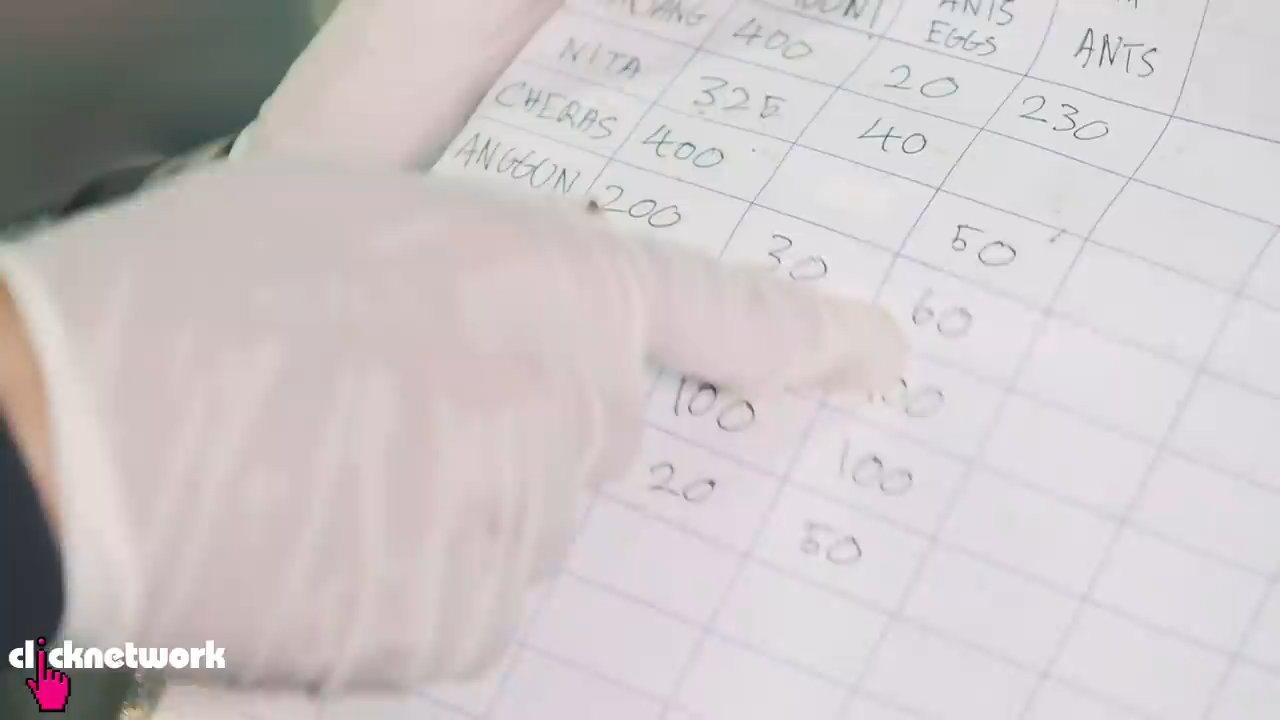 ANTS
EGGS
ANTS
400
20
230
NITA
325
40
CHERAS
400
50
ANGGON
200
20
60
100
100
20
50
clicknetwork